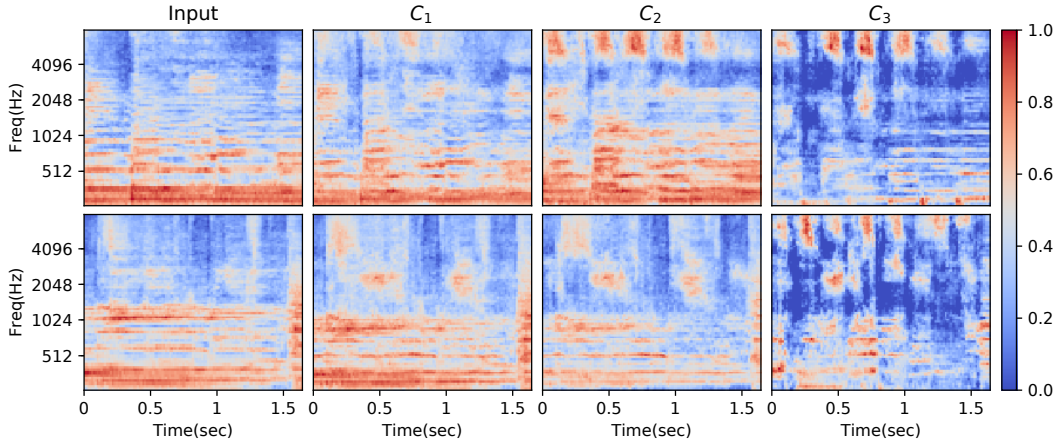 Input C₁ C₂ C₃
Freq(Hz)
4096
2048
1024
512
Freq(Hz)
4096
2048
1024
512
0 0.5 1 1.5 0 0.5 1 1.5 0 0.5 1 1.5 0 0.5 1 1.5
Time(sec) Time(sec) Time(sec) Time(sec)
1.0
0.8
0.6
0.4
0.2
0.0